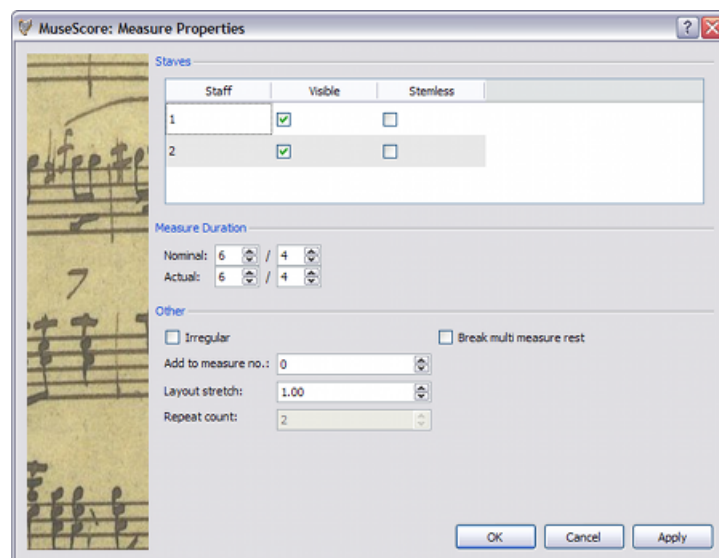 MuseScore: Measure Properties
Staves
Staff Visible Stemless
1
2
Measure Duration
Nominal: 6 / 4
Actual: 6 / 4
7
Other
Irregular Break multi measure rest
Add to measure no.: 0
Layout stretch: 1.00
Repeat count: 2
OK Cancel Apply